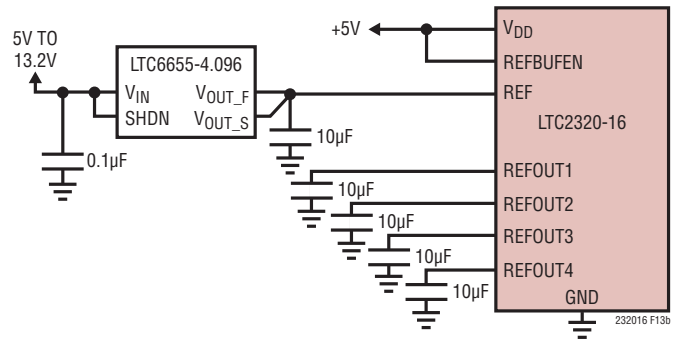 5V TO
13.2V
LTC6655-4.096
VIN
SHDN
VOUT_F
VOUT_S
0.1µF
10µF
+5V
VDD
REFBUFEN
REF
LTC2320-16
REFOUT1
10µF
REFOUT2
10µF
REFOUT3
10µF
REFOUT4
10µF
GND
232016 F13b